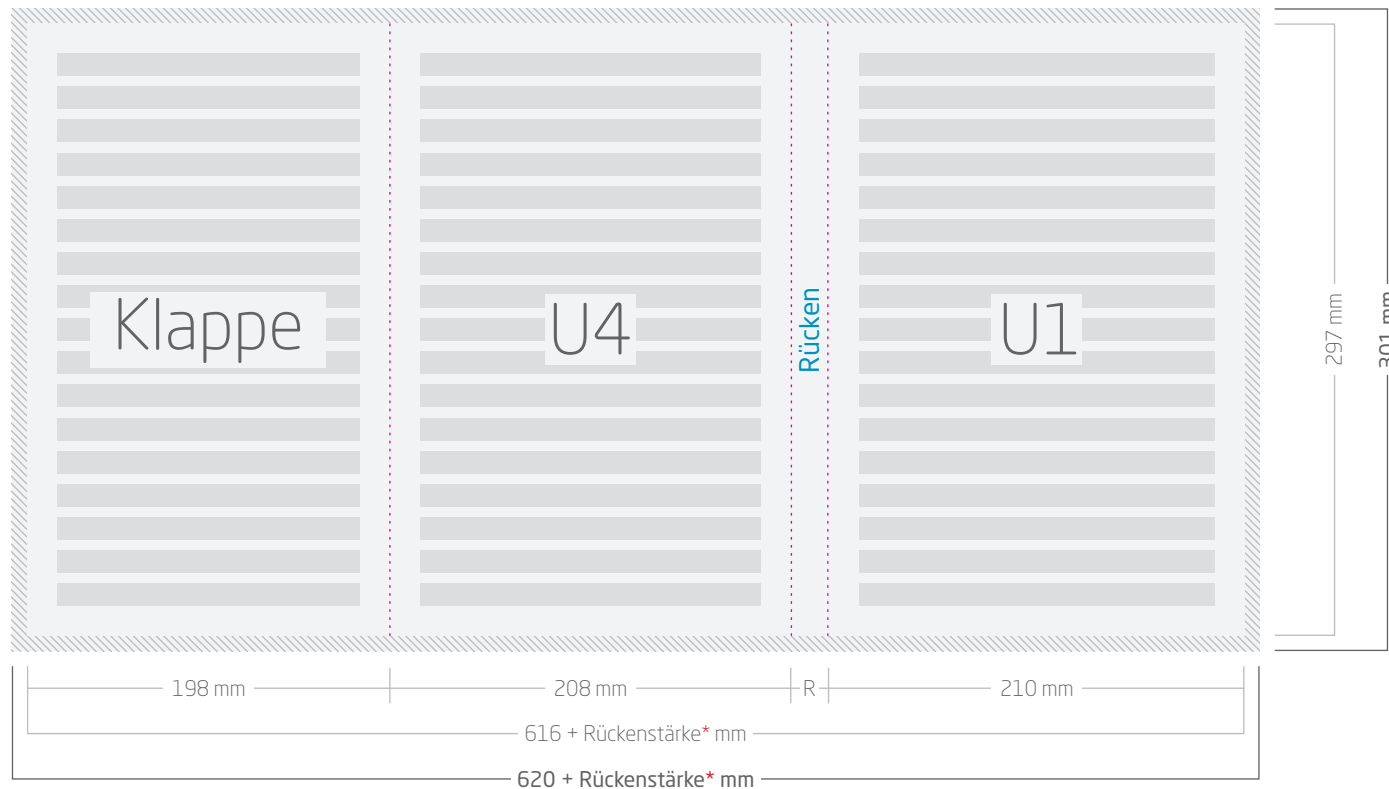 Klappe
U4
Rücken
U1
297 mm
301 mm
198 mm
208 mm
R
210 mm
616 + Rückenstärke* mm
620 + Rückenstärke* mm